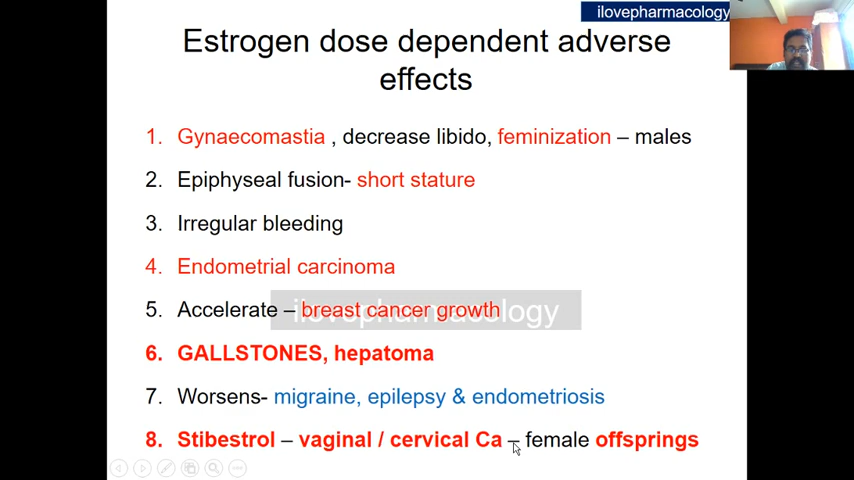 ilovepharmacology
Estrogen dose dependent adverse
effects
1. Gynaecomastia , decrease libido, feminization – males
2. Epiphyseal fusion- short stature
3. Irregular bleeding
4. Endometrial carcinoma
5. Accelerate – breast cancer growth
ilovepharmacology
6. GALLSTONES, hepatoma
7. Worsens- migraine, epilepsy & endometriosis
8. Stibestrol – vaginal / cervical Ca – female offsprings